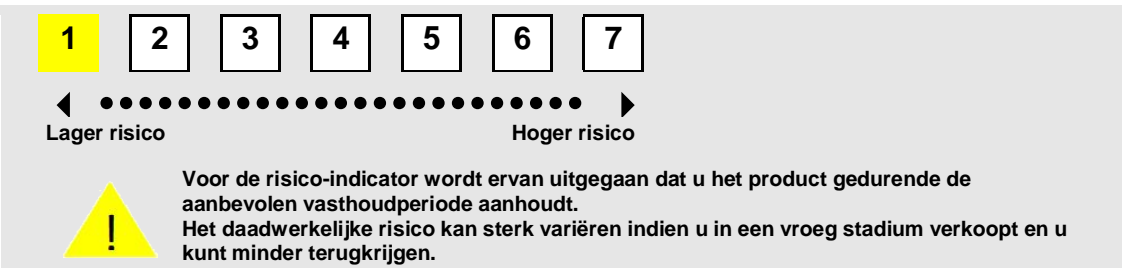 1 2 3 4 5 6 7
Lager risico Hoger risico
Voor de risico-indicator wordt ervan uitgegaan dat u het product gedurende de
aanbevolen vasthoudperiode aanhoudt.
Het daadwerkelijke risico kan sterk variëren indien u in een vroeg stadium verkoopt en u
kunt minder terugkrijgen.
!